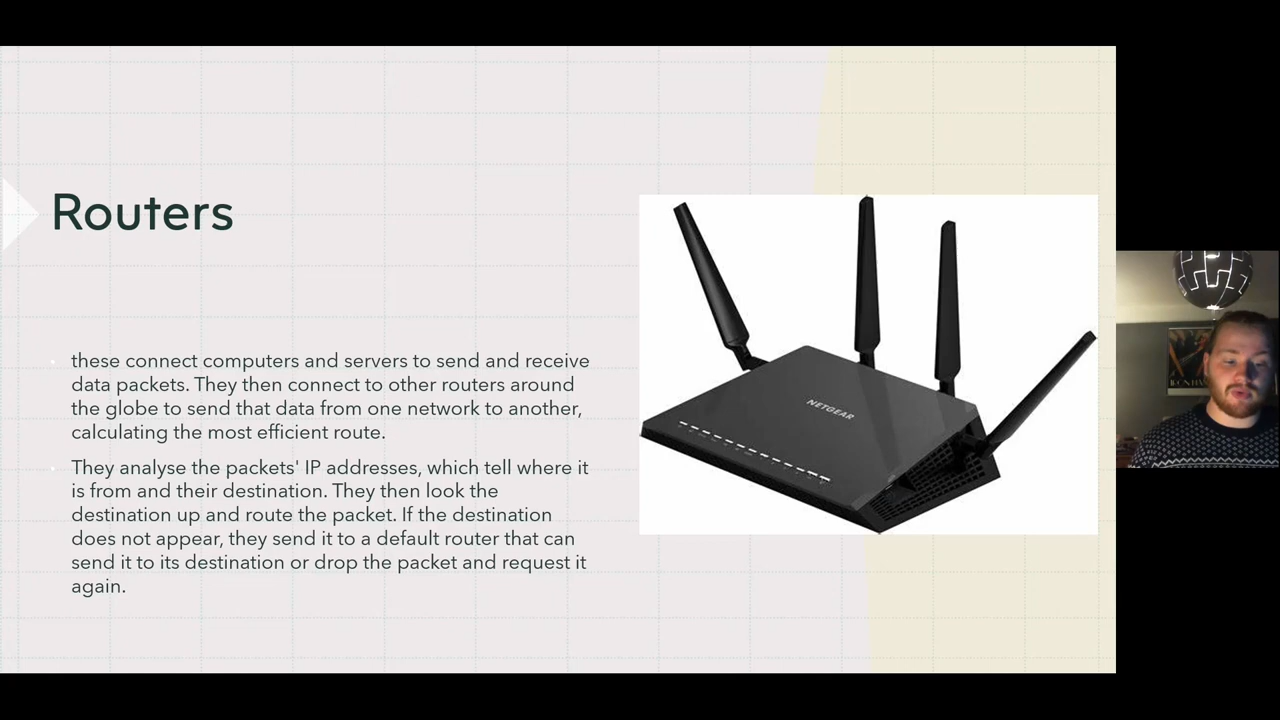 Routers
these connect computers and servers to send and receive
data packets. They then connect to other routers around
the globe to send that data from one network to another,
calculating the most efficient route.
They analyse the packets' IP addresses, which tell where it
is from and their destination. They then look the
destination up and route the packet. If the destination
does not appear, they send it to a default router that can
send it to its destination or drop the packet and request it
again.
NETGEAR